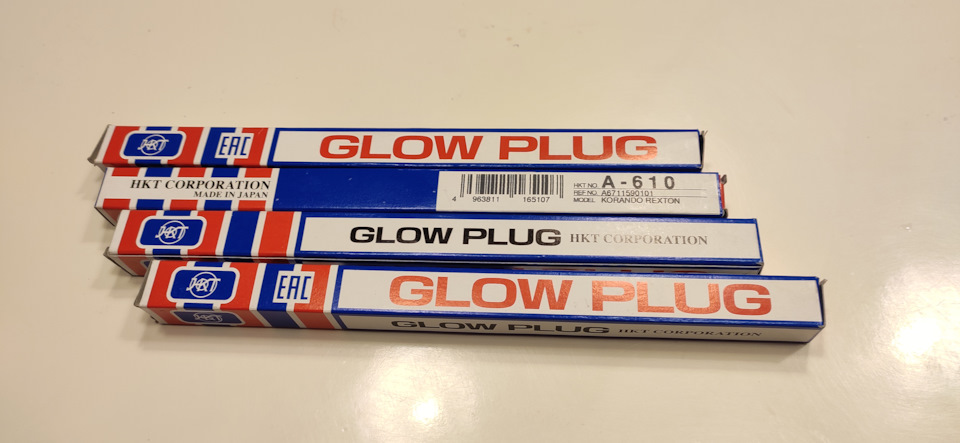 HKT EAC GLOW PLUG
HKT CORPORATION
MADE IN JAPAN
4 963811 165107
HKT NO. A-610
REF NO. A6711590101
MODEL KORANDO REXTON
HKT GLOW PLUG HKT CORPORATION
HKT EAC GLOW PLUG
HKT GLOW PLUG HKT CORPORATION